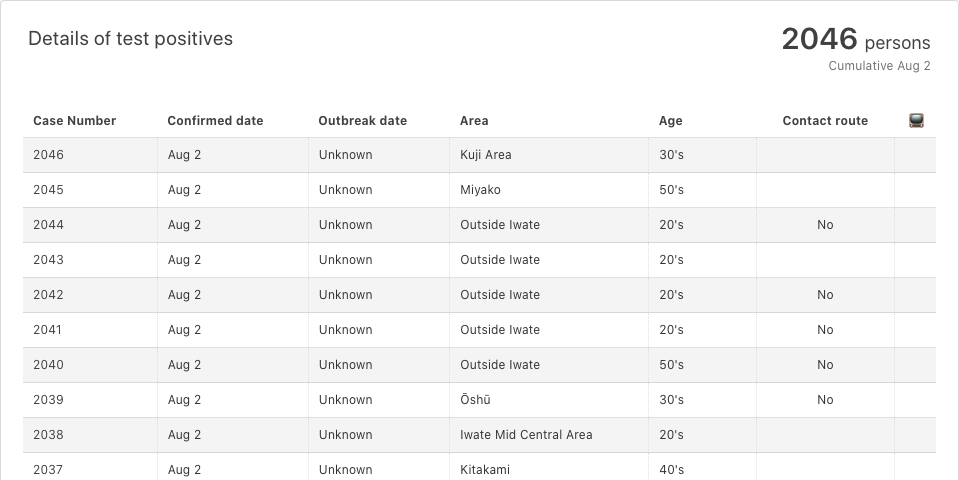 Details of test positives
2046 persons
Cumulative Aug 2
Case Number Confirmed date Outbreak date Area Age Contact route
2046 Aug 2 Unknown Kuji Area 30's
2045 Aug 2 Unknown Miyako 50's
2044 Aug 2 Unknown Outside Iwate 20's No
2043 Aug 2 Unknown Outside Iwate 20's
2042 Aug 2 Unknown Outside Iwate 20's No
2041 Aug 2 Unknown Outside Iwate 20's No
2040 Aug 2 Unknown Outside Iwate 50's No
2039 Aug 2 Unknown Ōshū 30's No
2038 Aug 2 Unknown Iwate Mid Central Area 20's
2037 Aug 2 Unknown Kitakami 40's